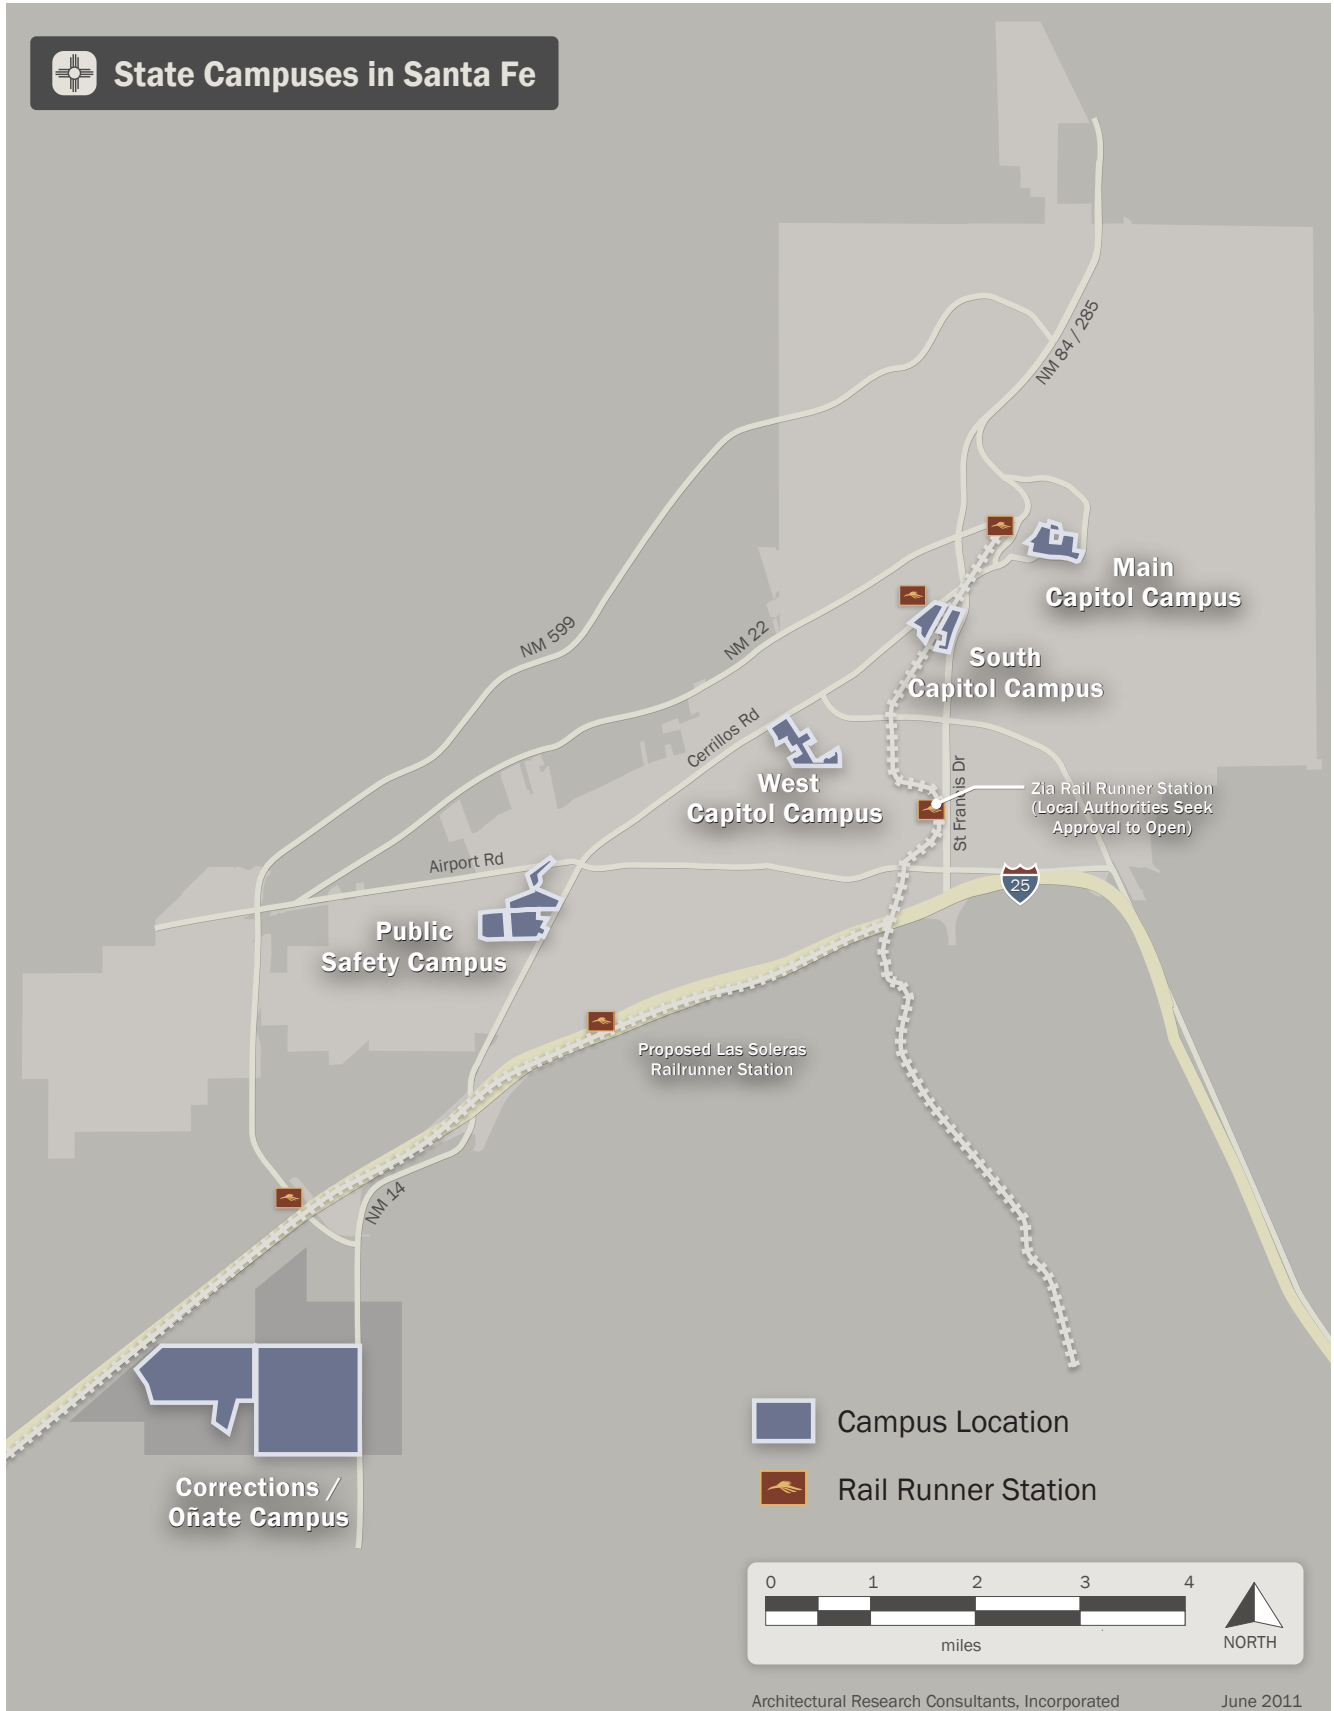 State Campuses in Santa Fe
NM 84 / 285
Main
Capitol Campus
NM 599
NM 22
South
Capitol Campus
Cerrillos Rd
West
Capitol Campus
St Francis Dr
Zia Rail Runner Station
(Local Authorities Seek
Approval to Open)
Airport Rd
25
Public
Safety Campus
Proposed Las Soleras
Railrunner Station
NM 14
Corrections /
Oñate Campus
Campus Location
Rail Runner Station
0 1 2 3 4
miles
NORTH
Architectural Research Consultants, Incorporated
June 2011